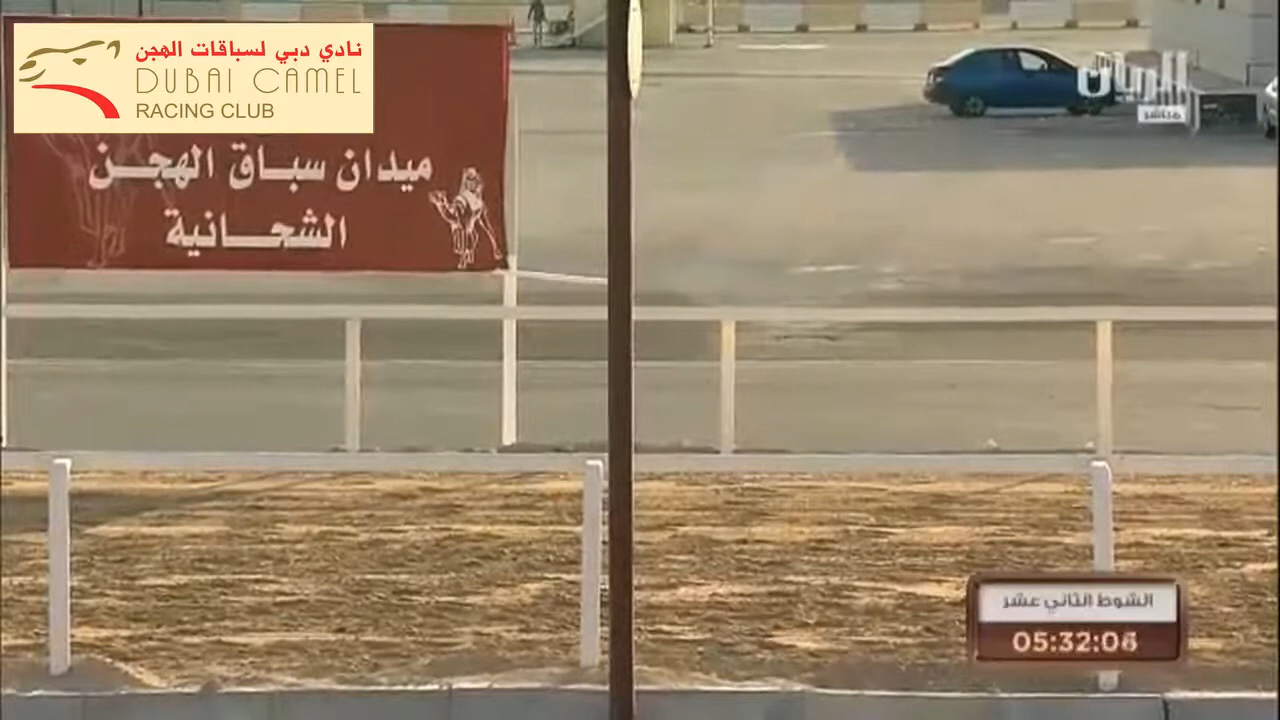 نادي دبي لسباقات الهجن
DUBAI CAMEL
RACING CLUB
ميدان سباق الهجن
الشحانية
الريان
مباشر
الشوط الثاني عشر
05:32:06